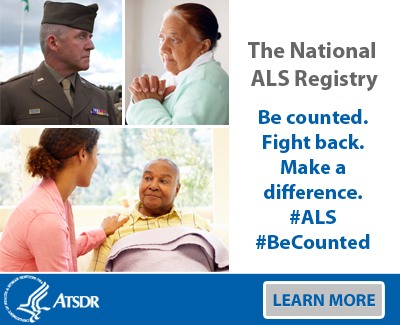 The National
ALS Registry
Be counted.
Fight back.
Make a
difference.
#ALS
#BeCounted
ATSDR
LEARN MORE